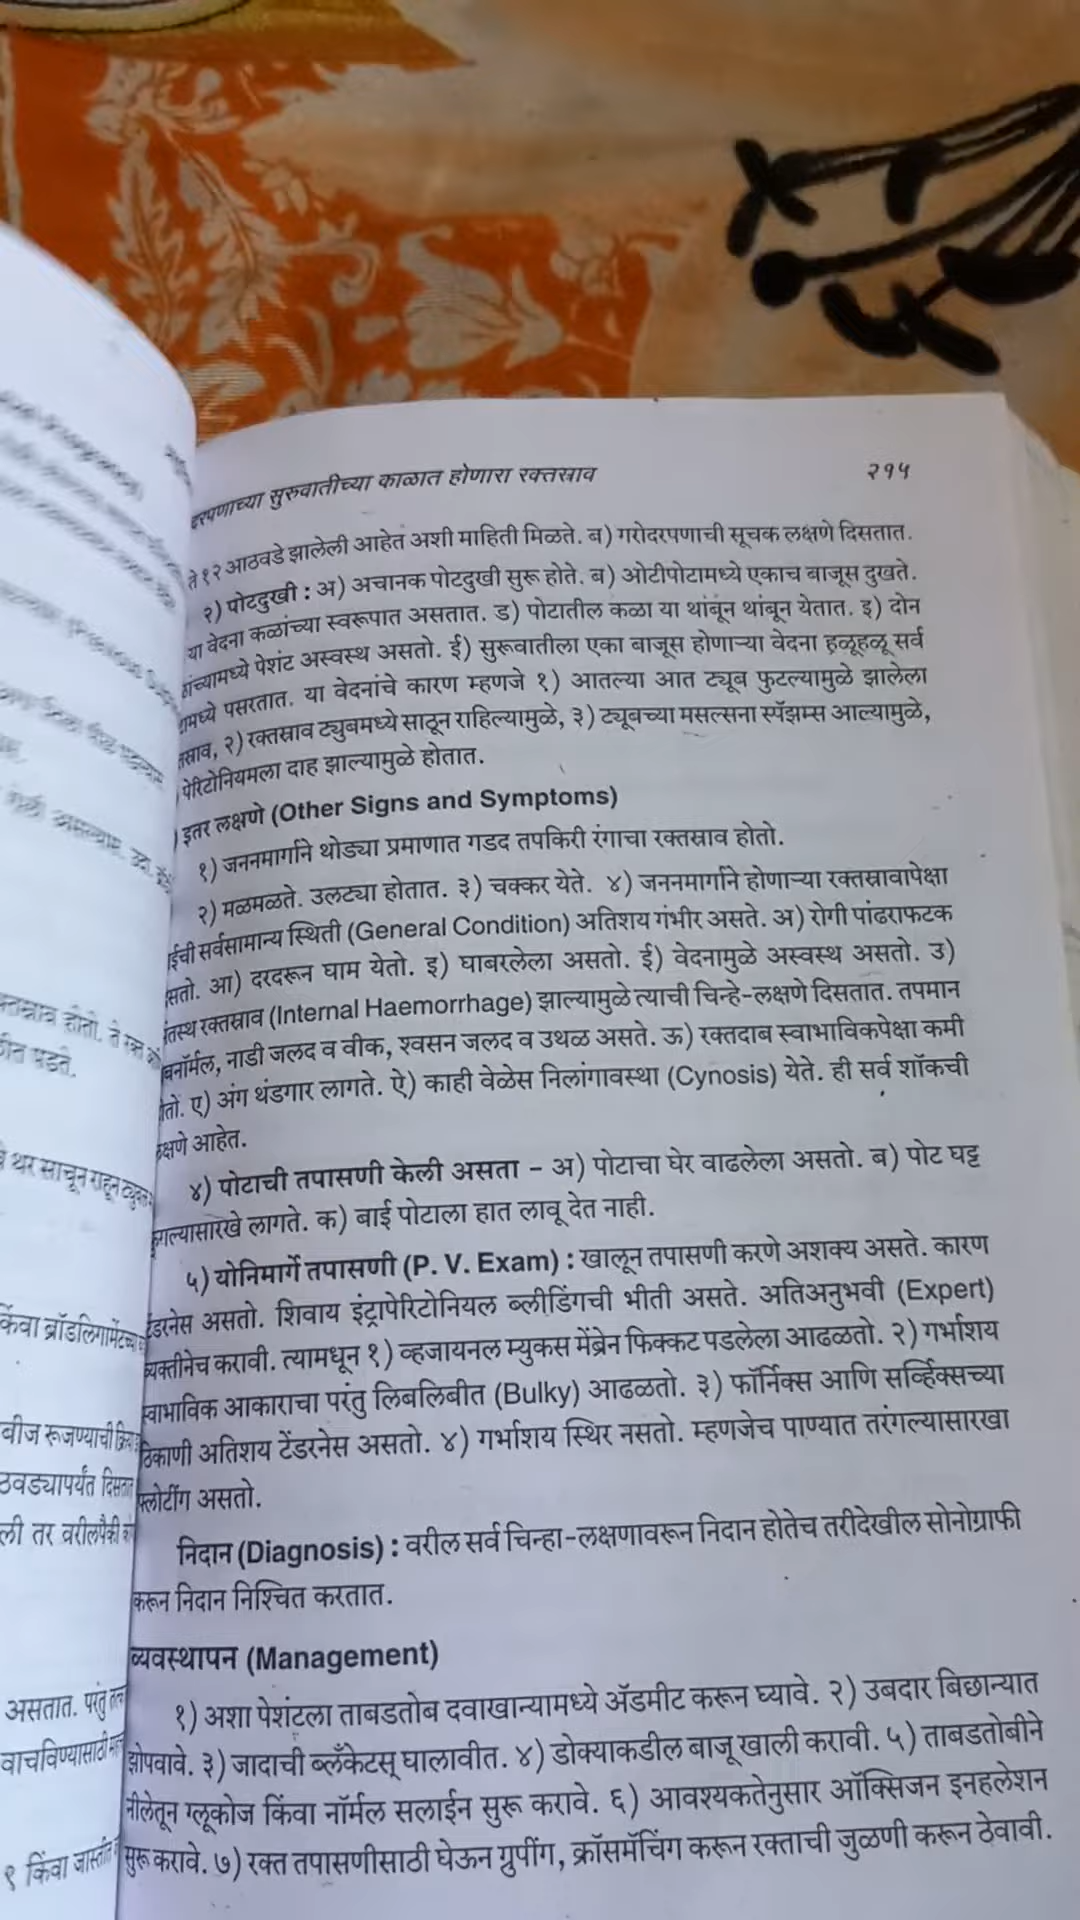 दरपणाच्या सुरुवातीच्या काळात होणारा रक्तस्राव २१५
ते १२ आठवडे झालेली आहेत अशी माहिती मिळते. ब) गरोदरपणाची सूचक लक्षणे दिसतात.
२) पोटदुखी : अ) अचानक पोटदुखी सुरू होते. ब) ओटीपोटामध्ये एकाच बाजूस दुखते.
या वेदना कळांच्या स्वरूपात असतात. ड) पोटातील कळा या थांबून थांबून येतात. इ) दोन
ांच्यामध्ये पेशंट अस्वस्थ असतो. ई) सुरूवातीला एका बाजूस होणाऱ्या वेदना हळूहळू सर्व
ामध्ये पसरतात. या वेदनांचे कारण म्हणजे १) आतल्या आत ट्यूब फुटल्यामुळे झालेला
तस्राव, २) रक्तस्राव ट्युबमध्ये साठून राहिल्यामुळे, ३) ट्यूबच्या मसल्सना स्पॅझम्स आल्यामुळे,
पेरिटोनियमला दाह झाल्यामुळे होतात.
) इतर लक्षणे (Other Signs and Symptoms)
१) जननमार्गाने थोड्या प्रमाणात गडद तपकिरी रंगाचा रक्तस्राव होतो.
२) मळमळते. उलट्या होतात. ३) चक्कर येते. ४) जननमार्गाने होणाऱ्या रक्तस्रावापेक्षा
ईची सर्वसामान्य स्थिती (General Condition) अतिशय गंभीर असते. अ) रोगी पांढराफटक
सतो. आ) दरदरून घाम येतो. इ) घाबरलेला असतो. ई) वेदनामुळे अस्वस्थ असतो. उ)
तस्थ रक्तस्राव (Internal Haemorrhage) झाल्यामुळे त्याची चिन्हे-लक्षणे दिसतात. तपमान
बनॉर्मल, नाडी जलद व वीक, श्वसन जलद व उथळ असते. ऊ) रक्तदाब स्वाभाविकपेक्षा कमी
तो. ए) अंग थंडगार लागते. ऐ) काही वेळेस निलांगावस्था (Cynosis) येते. ही सर्व शॉकची
क्षणे आहेत.
४) पोटाची तपासणी केली असता – अ) पोटाचा घेर वाढलेला असतो. ब) पोट घट्ट
ुगल्यासारखे लागते. क) बाई पोटाला हात लावू देत नाही.
५) योनिमार्गे तपासणी (P. V. Exam) : खालून तपासणी करणे अशक्य असते. कारण
टेंडरनेस असतो. शिवाय इंट्रापेरिटोनियल ब्लीडिंगची भीती असते. अतिअनुभवी (Expert)
व्यक्तीनेच करावी. त्यामधून १) व्हजायनल म्युकस मेंब्रेन फिक्कट पडलेला आढळतो. २) गर्भाशय
स्वाभाविक आकाराचा परंतु लिबलिबीत (Bulky) आढळतो. ३) फॉर्निक्स आणि सर्व्हिक्सच्या
ठिकाणी अतिशय टेंडरनेस असतो. ४) गर्भाशय स्थिर नसतो. म्हणजेच पाण्यात तरंगल्यासारखा
फ्लोटींग असतो.
निदान (Diagnosis) : वरील सर्व चिन्हा-लक्षणावरून निदान होतेच तरीदेखील सोनोग्राफी
करून निदान निश्चित करतात.
व्यवस्थापन (Management)
१) अशा पेशंटला ताबडतोब दवाखान्यामध्ये ॲडमीट करून घ्यावे. २) उबदार बिछान्यात
झोपवावे. ३) जादाची ब्लँकेटस् घालावीत. ४) डोक्याकडील बाजू खाली करावी. ५) ताबडतोबीने
नीलेतून ग्लूकोज किंवा नॉर्मल सलाईन सुरू करावे. ६) आवश्यकतेनुसार ऑक्सिजन इनहलेशन
सुरू करावे. ७) रक्त तपासणीसाठी घेऊन ग्रुपींग, क्रॉसमॅचिंग करून रक्ताची जुळणी करून ठेवावी.